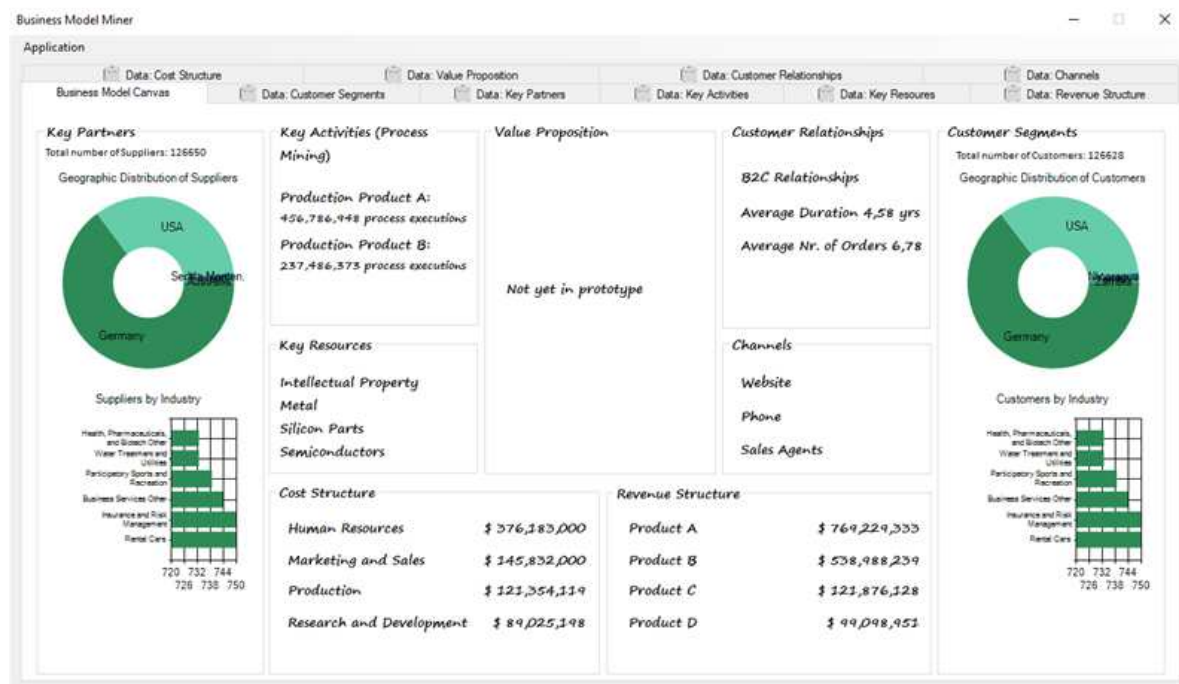 Business Model Miner
Application
Data: Cost Structure
Data: Value Proposition
Data: Customer Relationships
Data: Channels
Business Model Canvas
Data: Customer Segments
Data: Key Partners
Data: Key Activities
Data: Key Resoures
Data: Revenue Structure
Key Partners
Total number of Suppliers: 126650
Geographic Distribution of Suppliers
USA
Germany
Suppliers by Industry
Health, Pharmaceuticals,
and Biotech Other
Water Treatment and
Utilities
Participatory Sports and
Recreation
Business Services Other
Insurance and Risk
Management
Rental Cars
720 732 744
726 738 750
Key Activities (Process
Mining)
Production Product A:
456,786,948 process executions
Production Product B:
237,486,373 process executions
Key Resources
Intellectual Property
Metal
Silicon Parts
Semiconductors
Value Proposition
Not yet in prototype
Customer Relationships
B2C Relationships
Average Duration 4,58 yrs
Average Nr. of Orders 6,78
Channels
Website
Phone
Sales Agents
Customer Segments
Total number of Customers: 126628
Geographic Distribution of Customers
USA
Germany
Customers by Industry
Health, Pharmaceuticals,
and Biotech Other
Water Treatment and
Utilities
Participatory Sports and
Recreation
Business Services Other
Insurance and Risk
Management
Rental Cars
720 732 744
726 738 750
Cost Structure
Human Resources $ 376,183,000
Marketing and Sales $ 145,832,000
Production $ 121,354,119
Research and Development $ 89,025,198
Revenue Structure
Product A $ 769,229,333
Product B $ 538,988,239
Product C $ 121,876,128
Product D $ 99,098,951